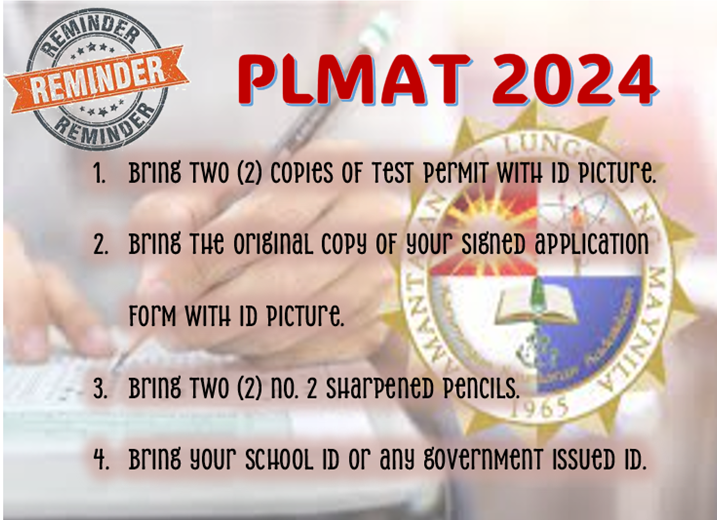 REMINDER
REMINDER
REMINDER
PLMAT 2024
1. Bring TWO (2) copies of test permit with ID picture.
2. Bring the original copy of your signed application
form with ID picture.
3. Bring two (2) no. 2 sharpened pencils.
4. Bring your school ID or any government issued ID.
LUNGSOD NG MAYNILA
1965